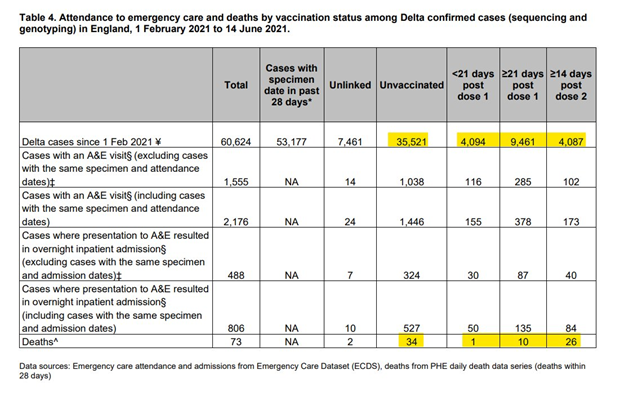 Table 4. Attendance to emergency care and deaths by vaccination status among Delta confirmed cases (sequencing and
genotyping) in England, 1 February 2021 to 14 June 2021.
Total
Cases with
specimen
date in past
28 days*
Unlinked
Unvaccinated
<21 days
post
dose 1
≥21 days
post
dose 1
≥14 days
post
dose 2
Delta cases since 1 Feb 2021 ¥ 60,624 53,177 7,461 35,521 4,094 9,461 4,087
Cases with an A&E visit§ (excluding cases
with the same specimen and attendance
dates)‡ 1,555 NA 14 1,038 116 285 102
Cases with an A&E visit§ (including cases
with the same specimen and attendance
dates) 2,176 NA 24 1,446 155 378 173
Cases where presentation to A&E resulted
in overnight inpatient admission§
(excluding cases with the same specimen
and admission dates)‡ 488 NA 7 324 30 87 40
Cases where presentation to A&E resulted
in overnight inpatient admission§
(including cases with the same specimen
and admission dates) 806 NA 10 527 50 135 84
Deaths^ 73 NA 2 34 1 10 26
Data sources: Emergency care attendance and admissions from Emergency Care Dataset (ECDS), deaths from PHE daily death data series (deaths within
28 days)